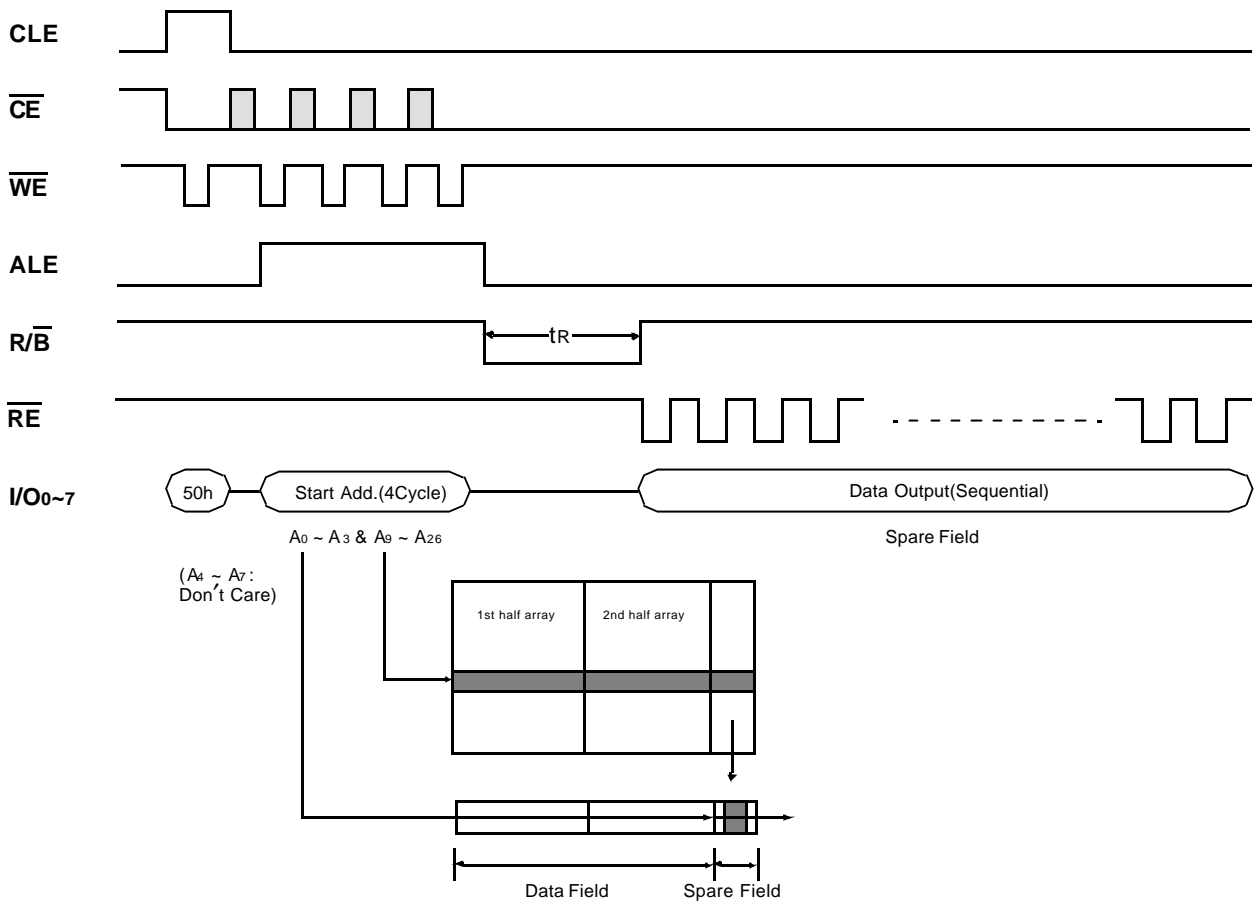 CLE
CE
WE
ALE
R/B
tR
RE
I/O0~7
50h
Start Add.(4Cycle)
Data Output(Sequential)
A0 ~ A3 & A9 ~ A26
Spare Field
(A4 ~ A7 :
Don't Care)
1st half array
2nd half array
Data Field
Spare Field